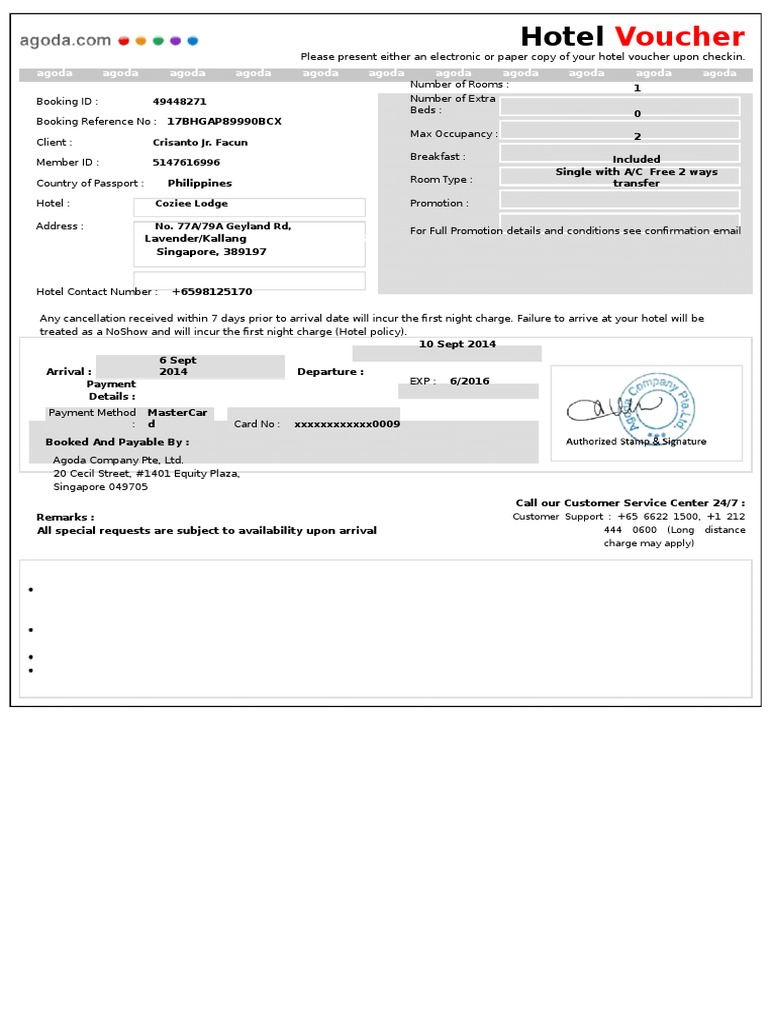 agoda.com
Hotel Voucher
Please present either an electronic or paper copy of your hotel voucher upon checkin.
agoda agoda agoda agoda agoda agoda agoda agoda agoda agoda agoda
Booking ID : 49448271
Booking Reference No : 17BHGAP89990BCX
Client : Crisanto Jr. Facun
Member ID : 5147616996
Country of Passport : Philippines
Hotel : Coziee Lodge
Address : No. 77A/79A Geyland Rd,
Lavender/Kallang
Singapore, 389197
Hotel Contact Number : +6598125170
Number of Rooms : 1
Number of Extra
Beds : 0
Max Occupancy : 2
Breakfast : Included
Room Type : Single with A/C Free 2 ways
transfer
Promotion :
For Full Promotion details and conditions see confirmation email
Any cancellation received within 7 days prior to arrival date will incur the first night charge. Failure to arrive at your hotel will be
treated as a NoShow and will incur the first night charge (Hotel policy).
Arrival : 6 Sept
2014
Departure : 10 Sept 2014
Payment
Details :
EXP : 6/2016
Payment Method
: MasterCar
d
Card No : xxxxxxxxxxxx0009
Booked And Payable By :
Agoda Company Pte, Ltd.
20 Cecil Street, #1401 Equity Plaza,
Singapore 049705
Agoda Company Pte.Ltd.
Authorized Stamp & Signature
Call our Customer Service Center 24/7 :
Customer Support : +65 6622 1500, +1 212
444 0600 (Long distance
charge may apply)
Remarks :
All special requests are subject to availability upon arrival